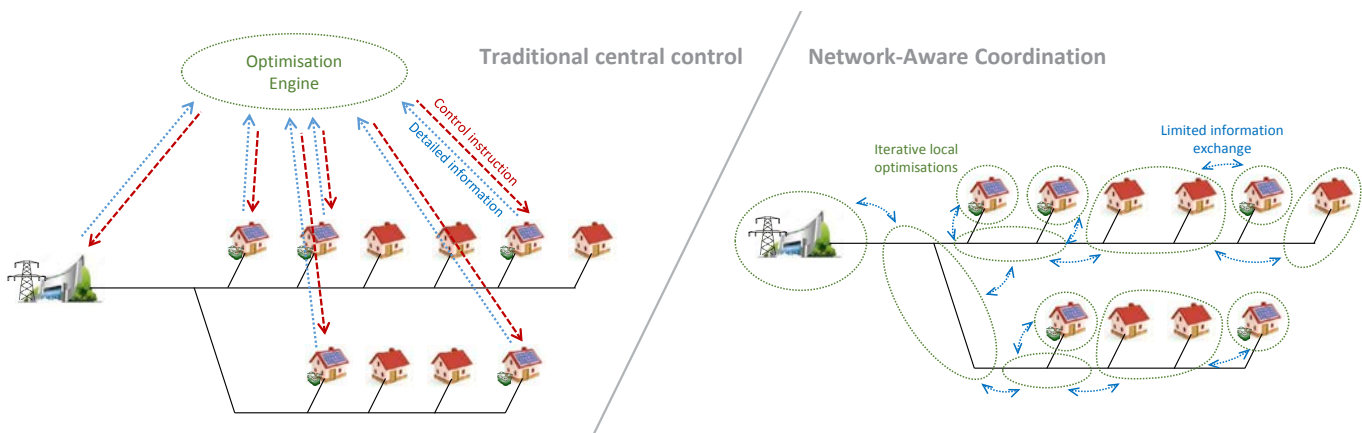 Optimisation
Engine
Traditional central control
Network-Aware Coordination
Control instruction
Detailed information
Iterative local
optimisations
Limited information
exchange